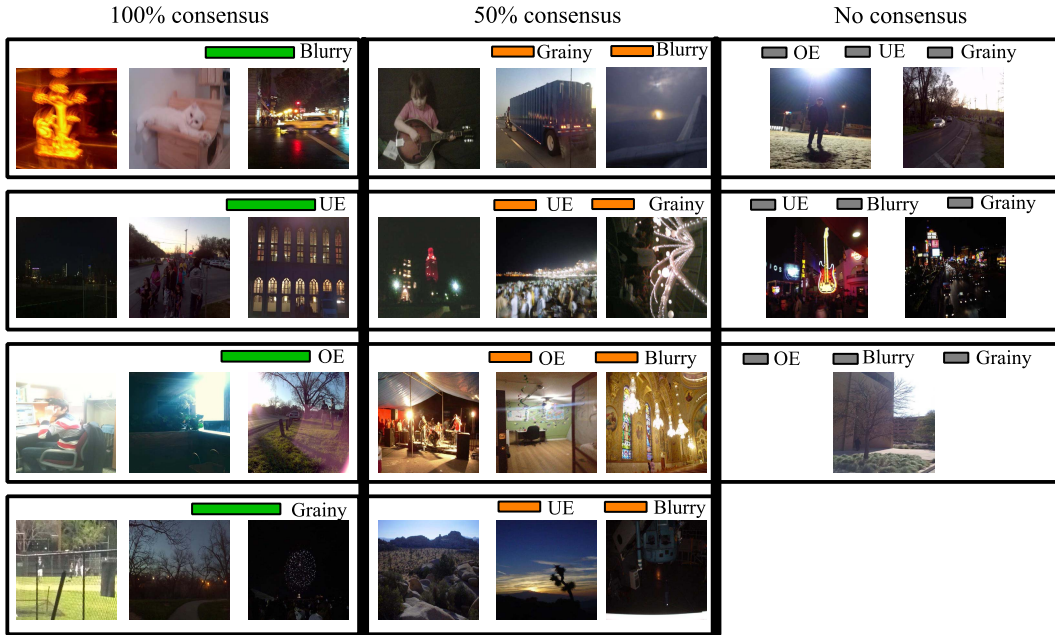 100% consensus 50% consensus No consensus
Blurry Grainy Blurry OE UE Grainy
UE UE Grainy UE Blurry Grainy
OE OE Blurry OE Blurry Grainy
Grainy UE Blurry